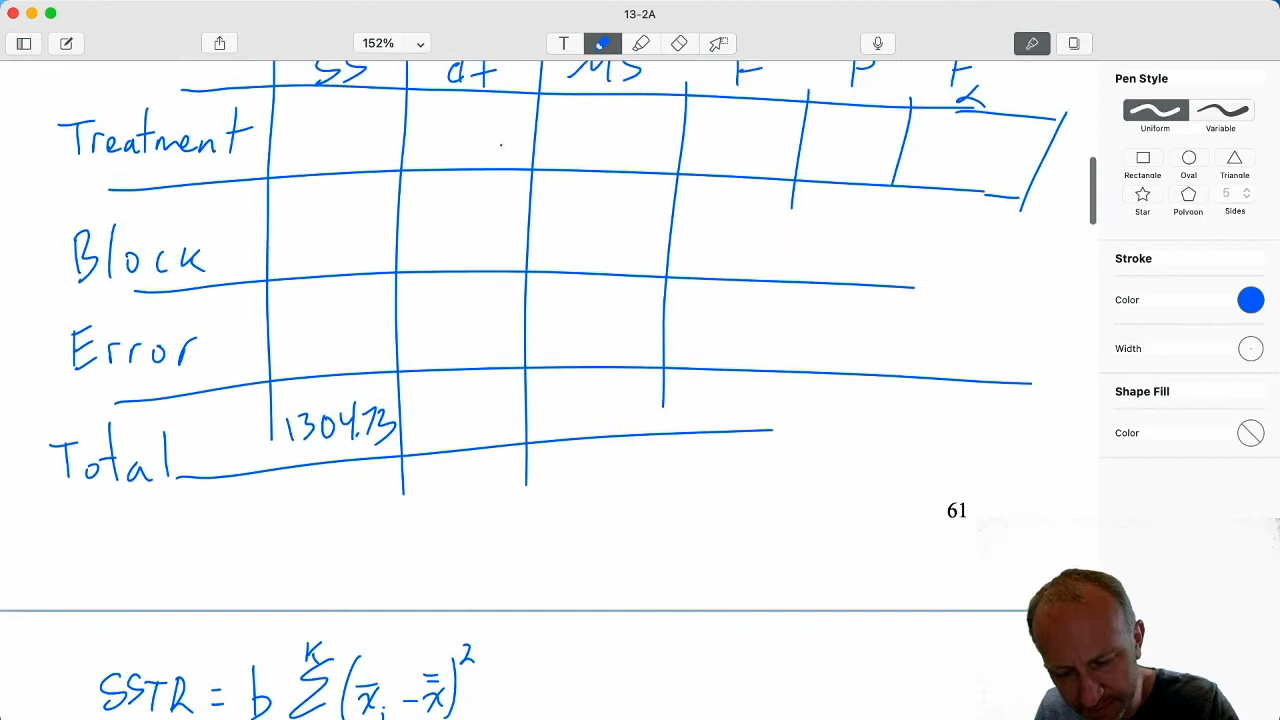 13-2A
152%
T
SS df MS F P F
α
Treatment
Block
Error
1304.73
Total
61
SSTR = b Σ (x̄ᵢ - x̿)²
K
Pen Style
Uniform Variable
Rectangle Oval Triangle
5
Star Polygon Sides
Stroke
Color
Width
Shape Fill
Color